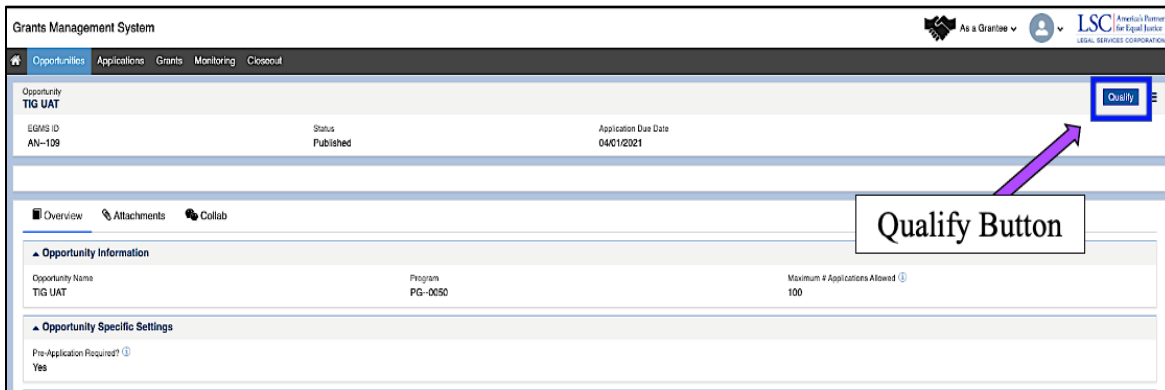 Grants Management System
As a Grantee
LSC America's Partner for Equal Justice
LEGAL SERVICES CORPORATION
Opportunities Applications Grants Monitoring Closeout
Opportunity
TIG UAT
Qualify
EGMS ID Status Application Due Date
AN--109 Published 04/01/2021
Overview Attachments Collab
Qualify Button
Opportunity Information
Opportunity Name Program Maximum # Applications Allowed
TIG UAT PG--0050 100
Opportunity Specific Settings
Pre-Application Required?
Yes